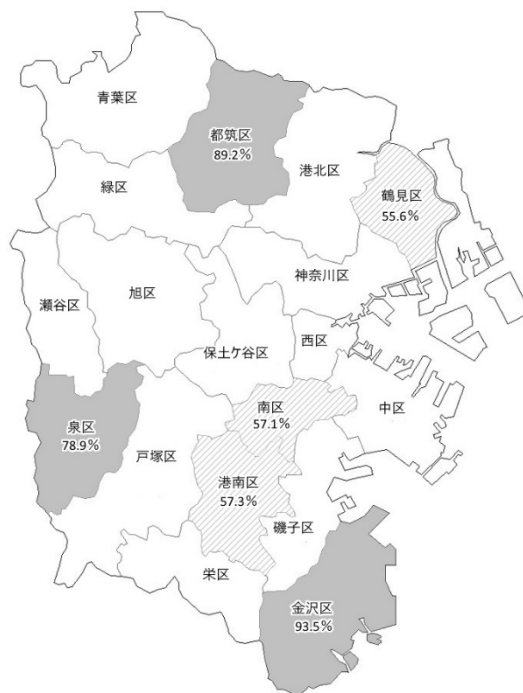 青葉区
都筑区
89.2%
港北区
緑区
鶴見区
55.6%
神奈川区
瀬谷区
旭区
保土ケ谷区
西区
中区
南区
57.1%
泉区
78.9%
戸塚区
港南区
57.3%
磯子区
栄区
金沢区
93.5%